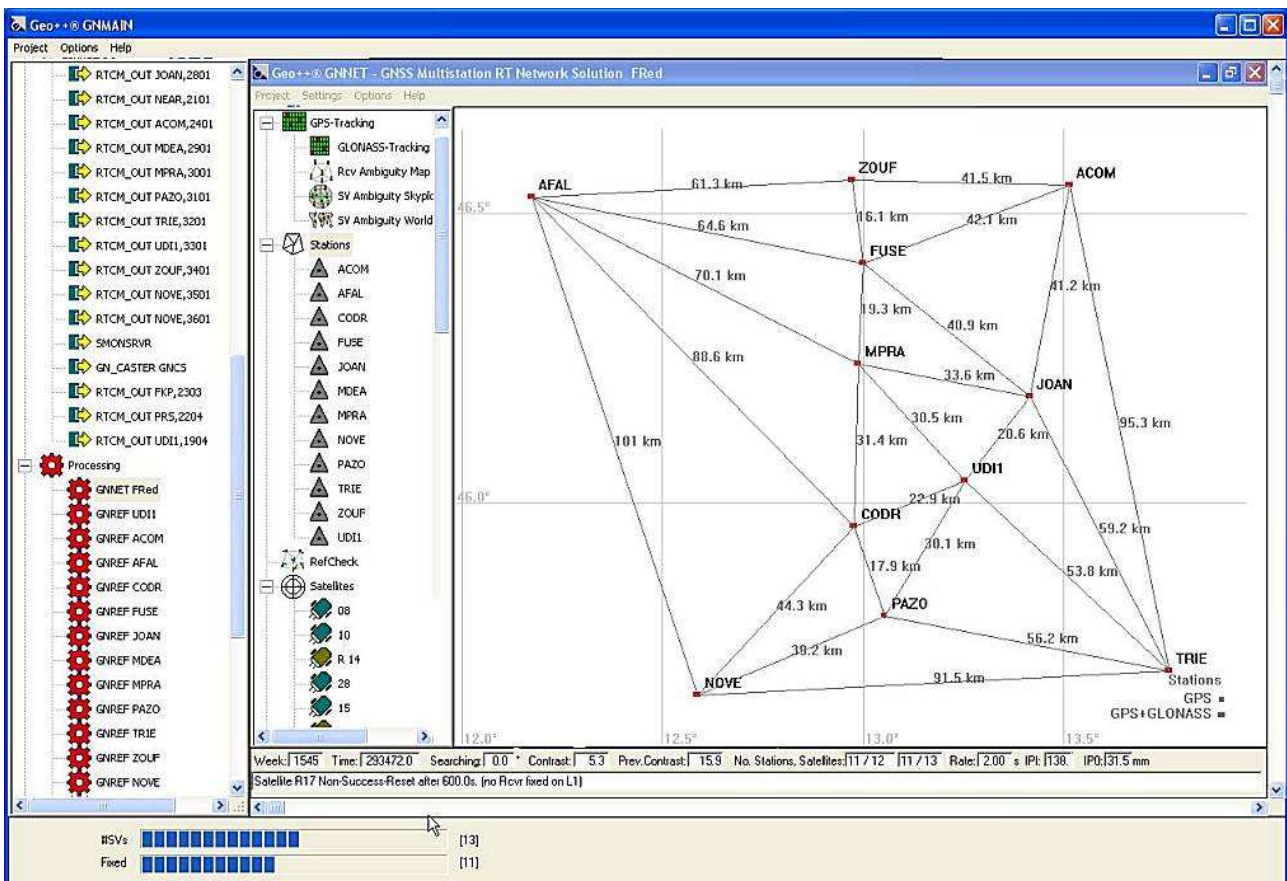 Geo++® GNMAIN
Project Options Help
RTCM_OUT JOAN,2801
RTCM_OUT NEAR,2101
RTCM_OUT ACOM,2401
RTCM_OUT MDEA,2901
RTCM_OUT MPRA,3001
RTCM_OUT PAZO,3101
RTCM_OUT TRIE,3201
RTCM_OUT UDI1,3301
RTCM_OUT ZOUF,3401
RTCM_OUT NOVE,3501
RTCM_OUT NOVE,3601
SMONSRVR
GN_CASTER GNCS
RTCM_OUT FKP,2303
RTCM_OUT PRS,2204
RTCM_OUT UDI1,1904
Processing
GNNET FRed
GNREF UDI1
GNREF ACOM
GNREF AFAL
GNREF CODR
GNREF FUSE
GNREF JOAN
GNREF MDEA
GNREF MPRA
GNREF PAZO
GNREF TRIE
GNREF ZOUF
GNREF NOVE
Geo++® GNNET - GNSS Multistation RT Network Solution FRed
Project Settings Options Help
GPS-Tracking
GLONASS-Tracking
Rcv Ambiguity Map
SV Ambiguity Skyplc
SV Ambiguity World
Stations
ACOM
AFAL
CODR
FUSE
JOAN
MDEA
MPRA
NOVE
PAZO
TRIE
ZOUF
UDI1
RefCheck
Satellites
08
10
R 14
28
15
ZOUF
ACOM
AFAL
61.3 km
41.5 km
46.5°
16.1 km
42.1 km
64.6 km
FUSE
70.1 km
41.2 km
19.3 km
40.9 km
MPRA
88.6 km
33.6 km
JOAN
30.5 km
95.3 km
101 km
31.4 km
20.6 km
UDI1
46.0°
22.9 km
CODR
59.2 km
30.1 km
17.9 km
53.8 km
PAZO
44.3 km
56.2 km
39.2 km
TRIE
NOVE
91.5 km
Stations
GPS
GPS+GLONASS
12.0° 12.5° 13.0° 13.5°
Week: 1545 Time: 293472.0 Searching: 0.0 ° Contrast: 5.3 Prev.Contrast: 15.9 No. Stations, Satellites: 11 / 12 11 / 13 Rate: 2.00 s IPI: 138. IP0: 31.5 mm
Satellite R17 Non-Success-Reset after 600.0s. (no Rcvr fixed on L1)
#SVs [13]
Fixed [11]